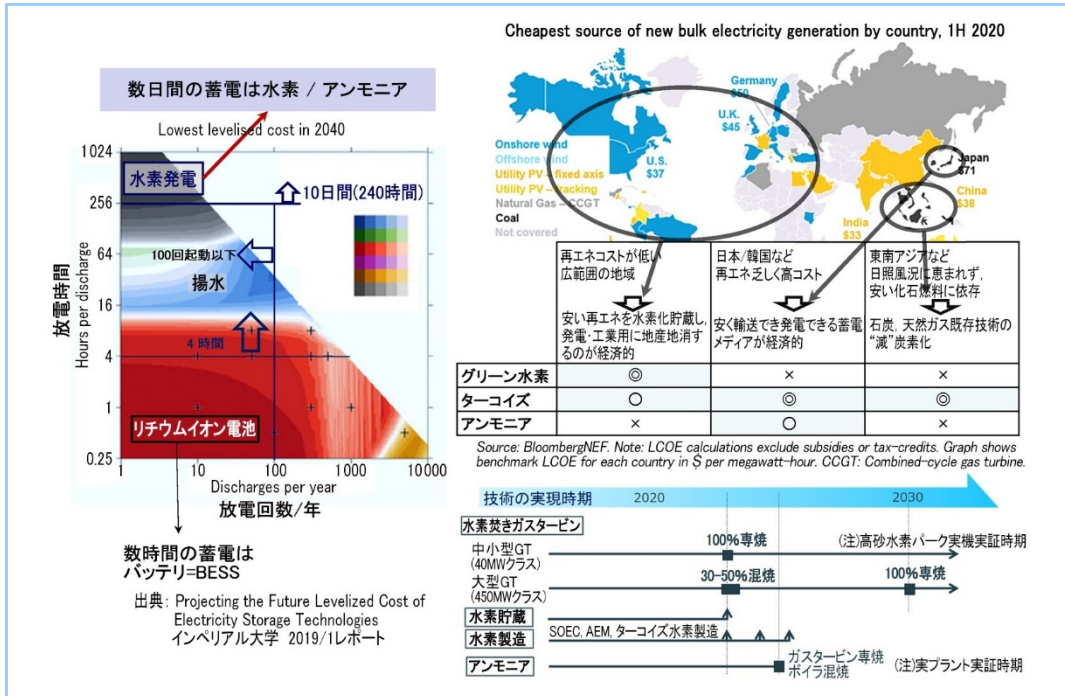 数日間の蓄電は水素 / アンモニア
Lowest levelised cost in 2040
放電時間
Hours per discharge
1024
256
64
16
4
1
0.25
水素発電
10日間(240時間)
100回起動以下
揚水
4時間
リチウムイオン電池
1
10
100
1000
10000
Discharges per year
放電回数/年
数時間の蓄電は
バッテリ=BESS
出典: Projecting the Future Levelized Cost of
Electricity Storage Technologies
インペリアル大学 2019/1レポート
Cheapest source of new bulk electricity generation by country, 1H 2020
Onshore wind
Offshore wind
Utility PV – fixed axis
Utility PV – tracking
Natural Gas – CCGT
Coal
Not covered
Germany
$50
U.K.
$45
U.S.
$37
Japan
$71
China
$38
India
$33
再エネコストが低い
広範囲の地域
安い再エネを水素化貯蔵し,
発電・工業用に地産地消す
るのが経済的
日本/韓国など
再エネ乏しく高コスト
安く輸送でき発電できる蓄電
メディアが経済的
東南アジアなど
日照風況に恵まれず,
安い化石燃料に依存
石炭, 天然ガス既存技術の
“減”炭素化
グリーン水素 ◎ × ×
ターコイズ ○ ◎ ◎
アンモニア × ○ ×
Source: BloombergNEF. Note: LCOE calculations exclude subsidies or tax-credits. Graph shows
benchmark LCOE for each country in $ per megawatt-hour. CCGT: Combined-cycle gas turbine.
技術の実現時期 2020 2030
水素焚きガスタービン
中小型GT
(40MWクラス)
100%専焼
(注)高砂水素パーク実機実証時期
大型GT
(450MWクラス)
30-50%混焼
100%専焼
水素貯蔵
水素製造
SOEC, AEM, ターコイズ水素製造
アンモニア
ガスタービン専焼
ボイラ混焼
(注)実プラント実証時期